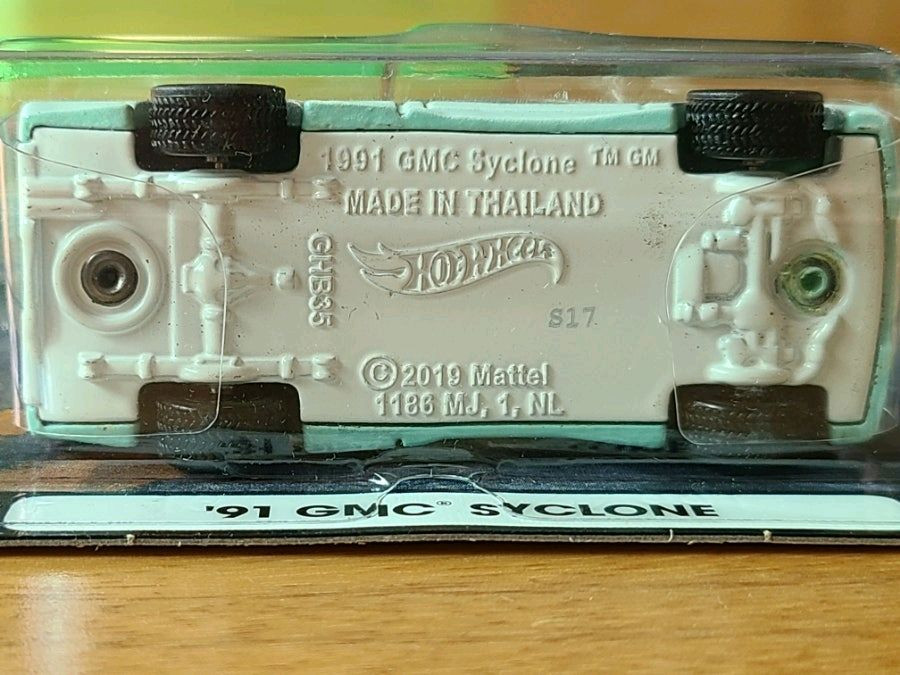 1991 GMC Syclone TM GM
MADE IN THAILAND
GHB35
HOT WHEELS
S17
©2019 Mattel
1186 MJ, 1, NL
'91 GMC® SYCLONE